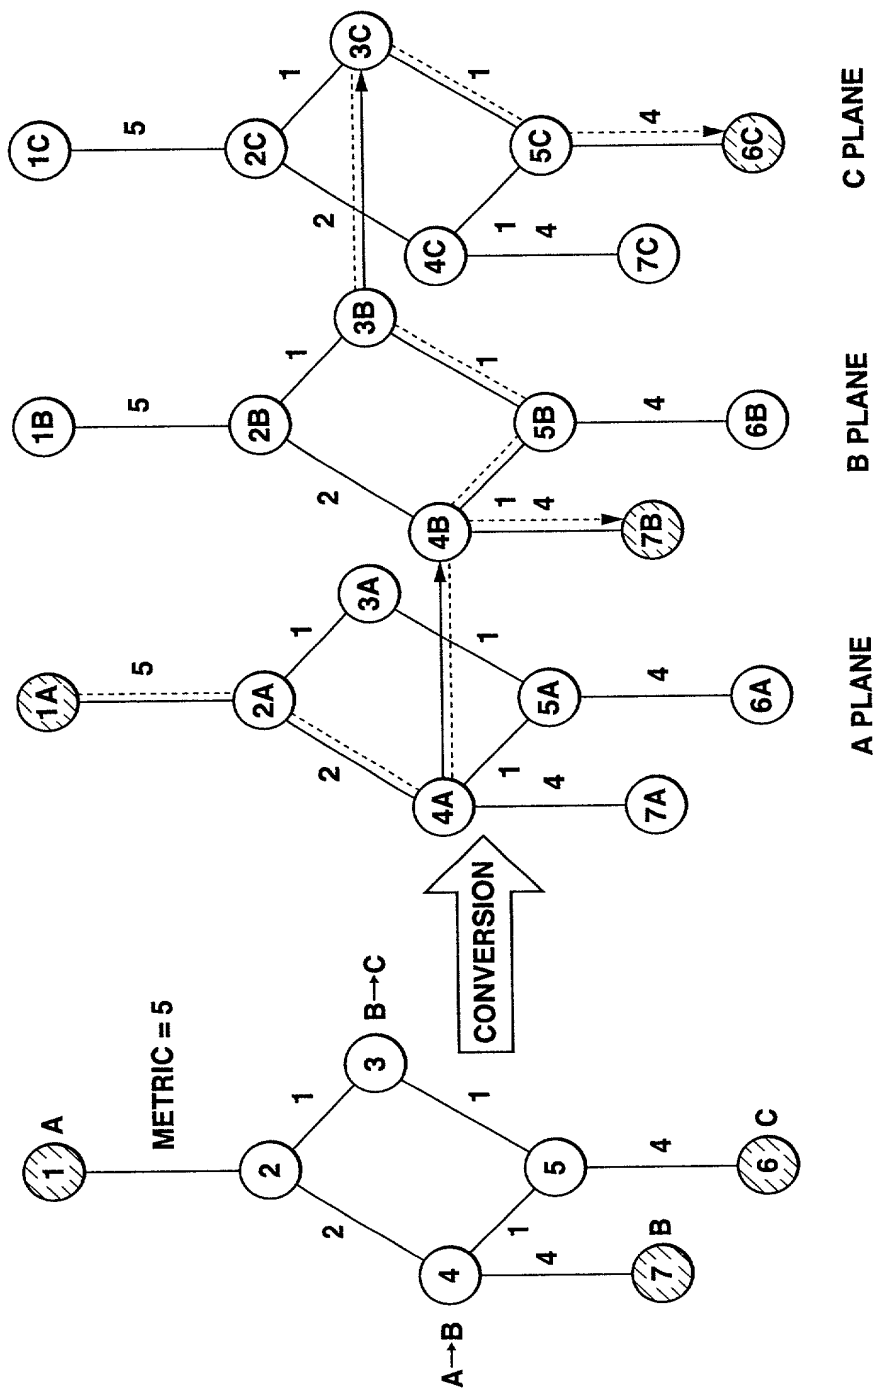 1 A
METRIC = 5
2 1
2
3 B→C
A→B 4
1
1
4 5
7 B 4
6 C
CONVERSION
1A
5
2A 1
2
3A
4A
1
1
4 5A
7A 4
6A
A PLANE
1B
5
2B 1
2
3B
4B
1
1
4 5B
7B 4
6B
B PLANE
1C
5
2C 1
2
3C
4C
1
1
4 5C
7C 4
6C
C PLANE